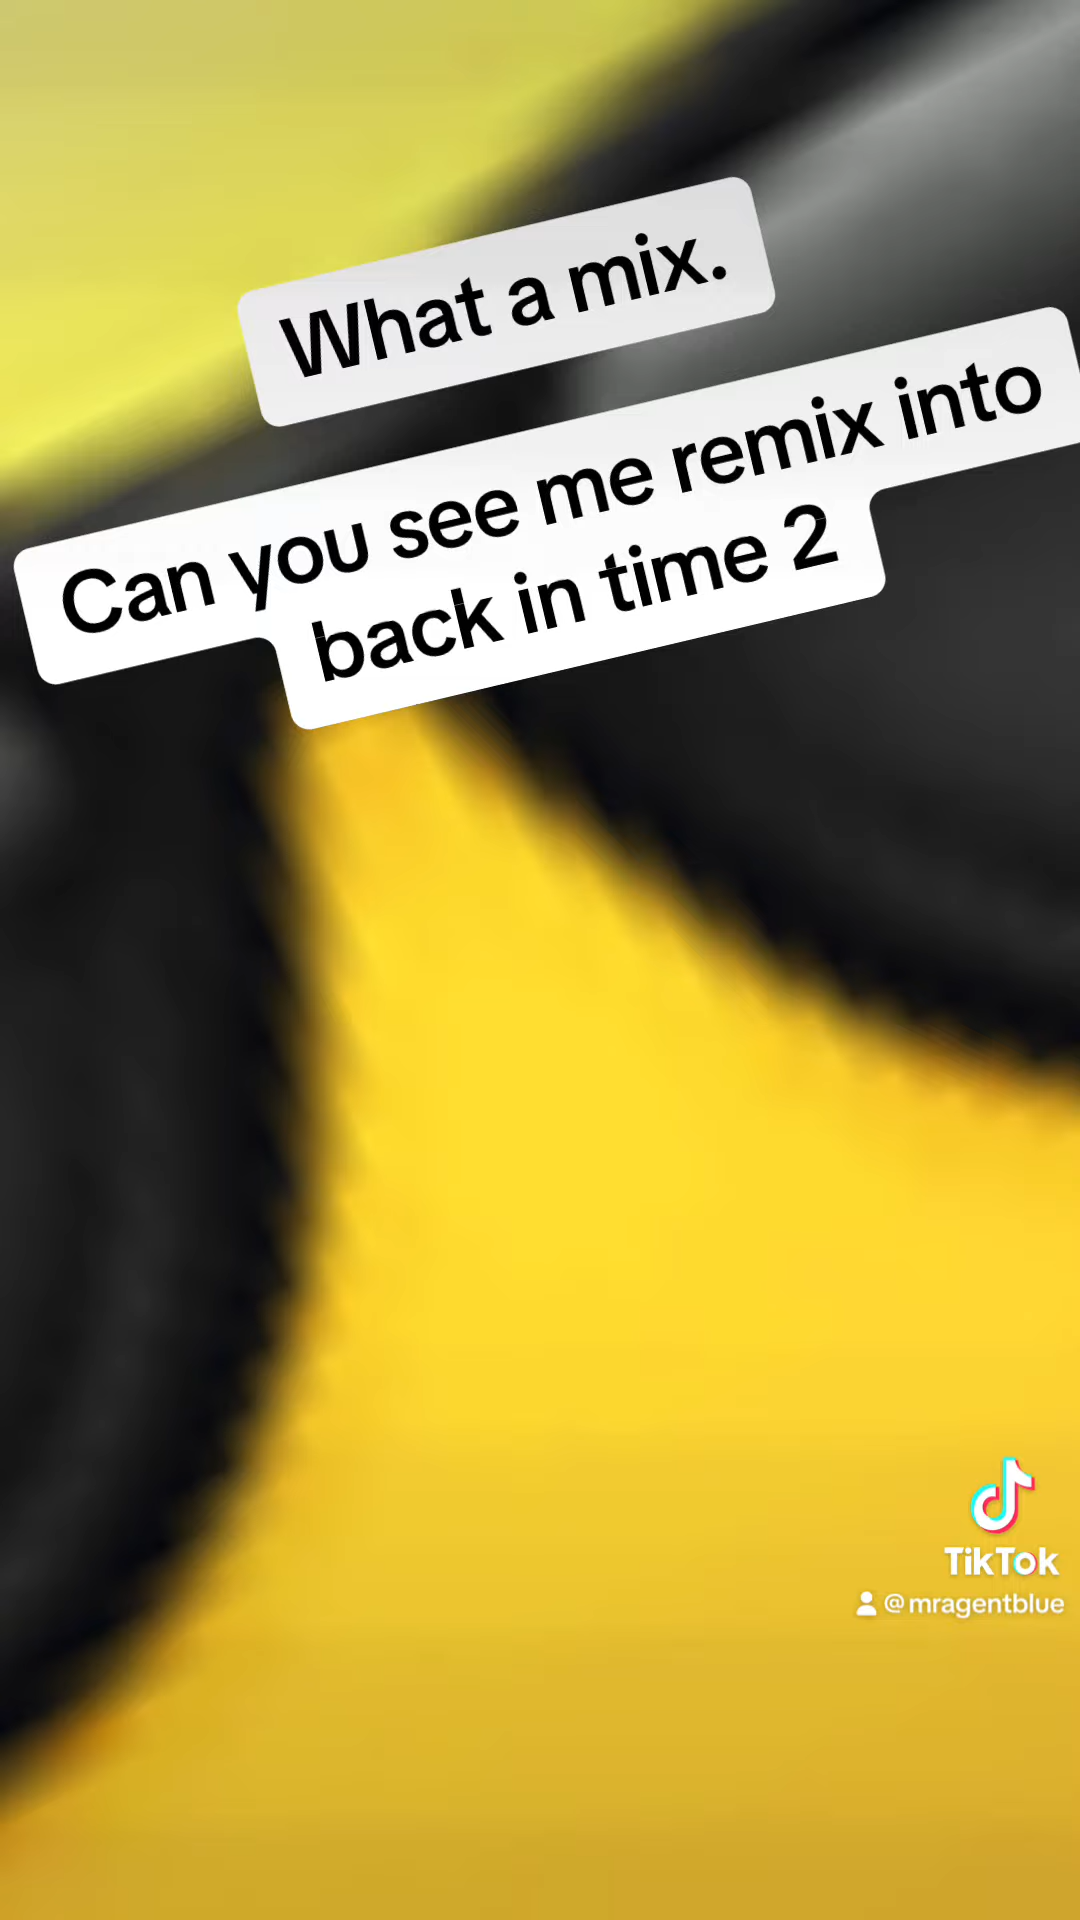 What a mix.
Can you see me remix into
back in time 2
TikTok
@mragentblue